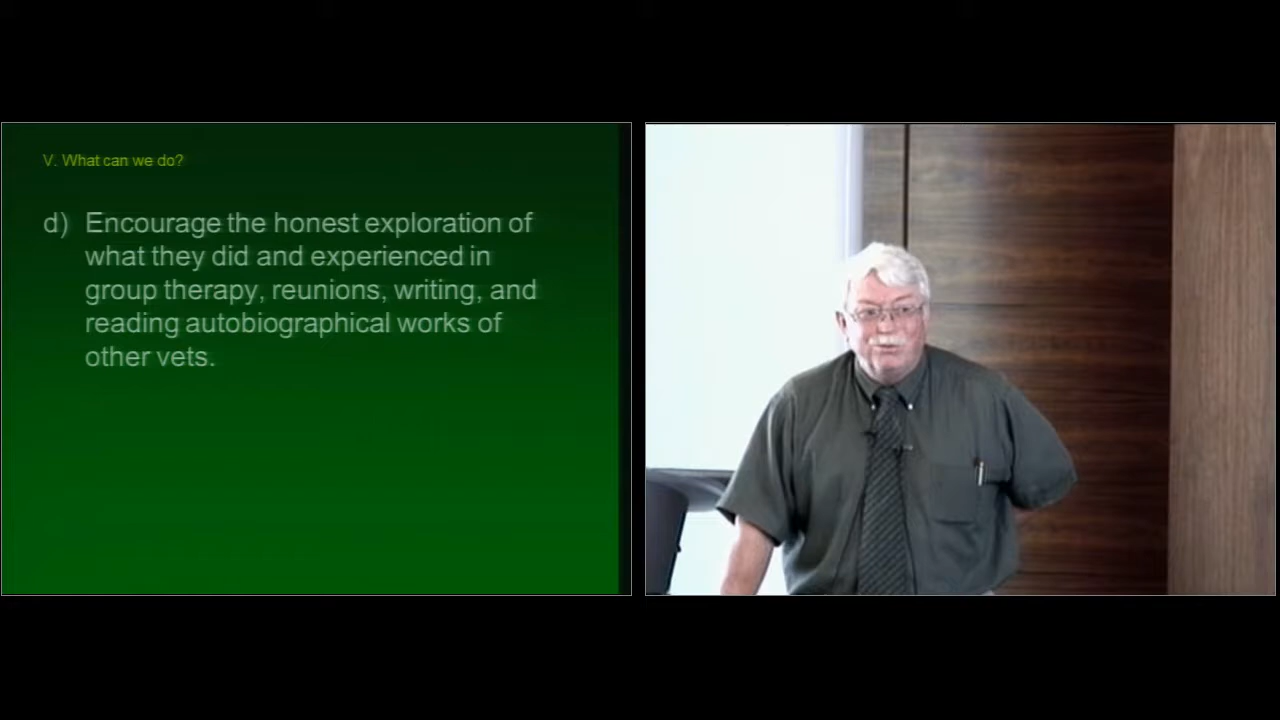 V. What can we do?
d) Encourage the honest exploration of
what they did and experienced in
group therapy, reunions, writing, and
reading autobiographical works of
other vets.